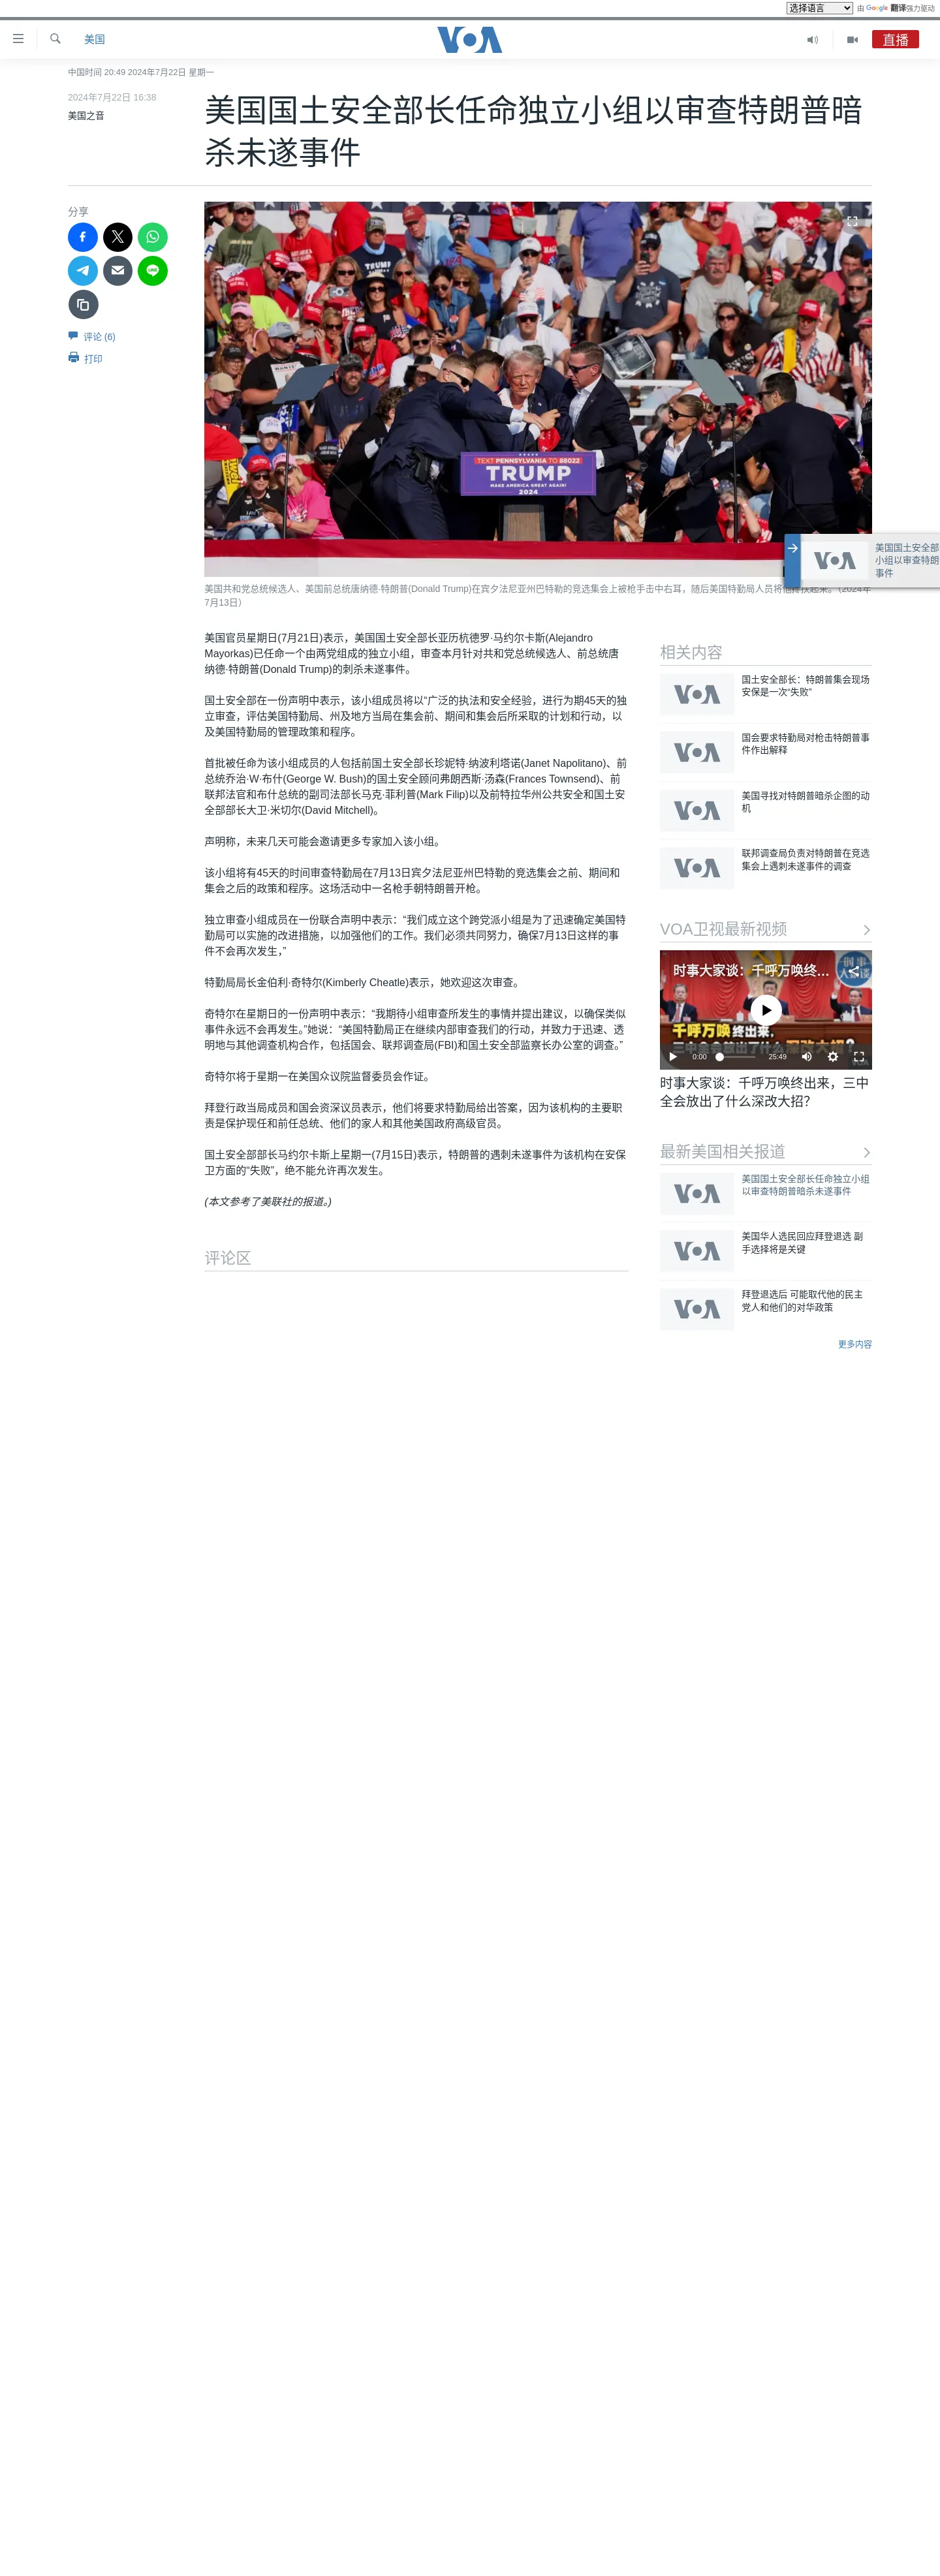 选择语言 由 Google 翻译强力驱动
美国
VOA
直播
中国时间 20:49 2024年7月22日 星期一
2024年7月22日 16:38
美国之音
美国国土安全部长任命独立小组以审查特朗普暗
杀未遂事件
分享
评论 (6)
打印
TRUMP
TEXT PENNSYLVANIA TO 88022
TRUMP
MAKE AMERICA GREAT AGAIN!
2024
VOA
美国国土安全部
小组以审查特朗
事件
美国共和党总统候选人、美国前总统唐纳德·特朗普(Donald Trump)在宾夕法尼亚州巴特勒的竞选集会上被枪手击中右耳，随后美国特勤局人员将他搀扶起来。（2024年
7月13日）
美国官员星期日(7月21日)表示，美国国土安全部长亚历杭德罗·马约尔卡斯(Alejandro
Mayorkas)已任命一个由两党组成的独立小组，审查本月针对共和党总统候选人、前总统唐
纳德·特朗普(Donald Trump)的刺杀未遂事件。
国土安全部在一份声明中表示，该小组成员将以“广泛的执法和安全经验，进行为期45天的独
立审查，评估美国特勤局、州及地方当局在集会前、期间和集会后所采取的计划和行动，以
及美国特勤局的管理政策和程序。
首批被任命为该小组成员的人包括前国土安全部长珍妮特·纳波利塔诺(Janet Napolitano)、前
总统乔治·W·布什(George W. Bush)的国土安全顾问弗朗西斯·汤森(Frances Townsend)、前
联邦法官和布什总统的副司法部长马克·菲利普(Mark Filip)以及前特拉华州公共安全和国土安
全部部长大卫·米切尔(David Mitchell)。
声明称，未来几天可能会邀请更多专家加入该小组。
该小组将有45天的时间审查特勤局在7月13日宾夕法尼亚州巴特勒的竞选集会之前、期间和
集会之后的政策和程序。这场活动中一名枪手朝特朗普开枪。
独立审查小组成员在一份联合声明中表示：“我们成立这个跨党派小组是为了迅速确定美国特
勤局可以实施的改进措施，以加强他们的工作。我们必须共同努力，确保7月13日这样的事
件不会再次发生，”
特勤局局长金伯利·奇特尔(Kimberly Cheatle)表示，她欢迎这次审查。
奇特尔在星期日的一份声明中表示：“我期待小组审查所发生的事情并提出建议，以确保类似
事件永远不会再发生。”她说：“美国特勤局正在继续内部审查我们的行动，并致力于迅速、透
明地与其他调查机构合作，包括国会、联邦调查局(FBI)和国土安全部监察长办公室的调查。”
奇特尔将于星期一在美国众议院监督委员会作证。
拜登行政当局成员和国会资深议员表示，他们将要求特勤局给出答案，因为该机构的主要职
责是保护现任和前任总统、他们的家人和其他美国政府高级官员。
国土安全部部长马约尔卡斯上星期一(7月15日)表示，特朗普的遇刺未遂事件为该机构在安保
卫方面的“失败”，绝不能允许再次发生。
(本文参考了美联社的报道。)
评论区
相关内容
VOA
国土安全部长：特朗普集会现场
安保是一次“失败”
VOA
国会要求特勤局对枪击特朗普事
件作出解释
VOA
美国寻找对特朗普暗杀企图的动
机
VOA
联邦调查局负责对特朗普在竞选
集会上遇刺未遂事件的调查
VOA卫视最新视频
时事大家谈：千呼万唤终...
千呼万唤终出来，
0:00 25:49
时事大家谈：千呼万唤终出来，三中
全会放出了什么深改大招？
最新美国相关报道
VOA
美国国土安全部长任命独立小组
以审查特朗普暗杀未遂事件
VOA
美国华人选民回应拜登退选 副
手选择将是关键
VOA
拜登退选后 可能取代他的民主
党人和他们的对华政策
更多内容